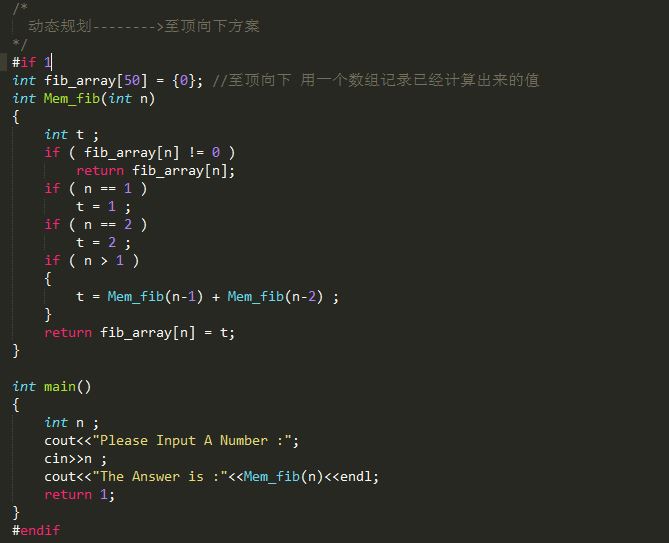 /*
  动态规划-------->至顶向下方案
*/
#if 1
int fib_array[50] = {0}; //至顶向下 用一个数组记录已经计算出来的值
int Mem_fib(int n)
{
    int t ;
    if ( fib_array[n] != 0 )
        return fib_array[n];
    if ( n == 1 )
        t = 1 ;
    if ( n == 2 )
        t = 2 ;
    if ( n > 1 )
    {
        t = Mem_fib(n-1) + Mem_fib(n-2) ;
    }
    return fib_array[n] = t;
}

int main()
{
    int n ;
    cout<<"Please Input A Number :";
    cin>>n ;
    cout<<"The Answer is :"<<Mem_fib(n)<<endl;
    return 1;
}
#endif